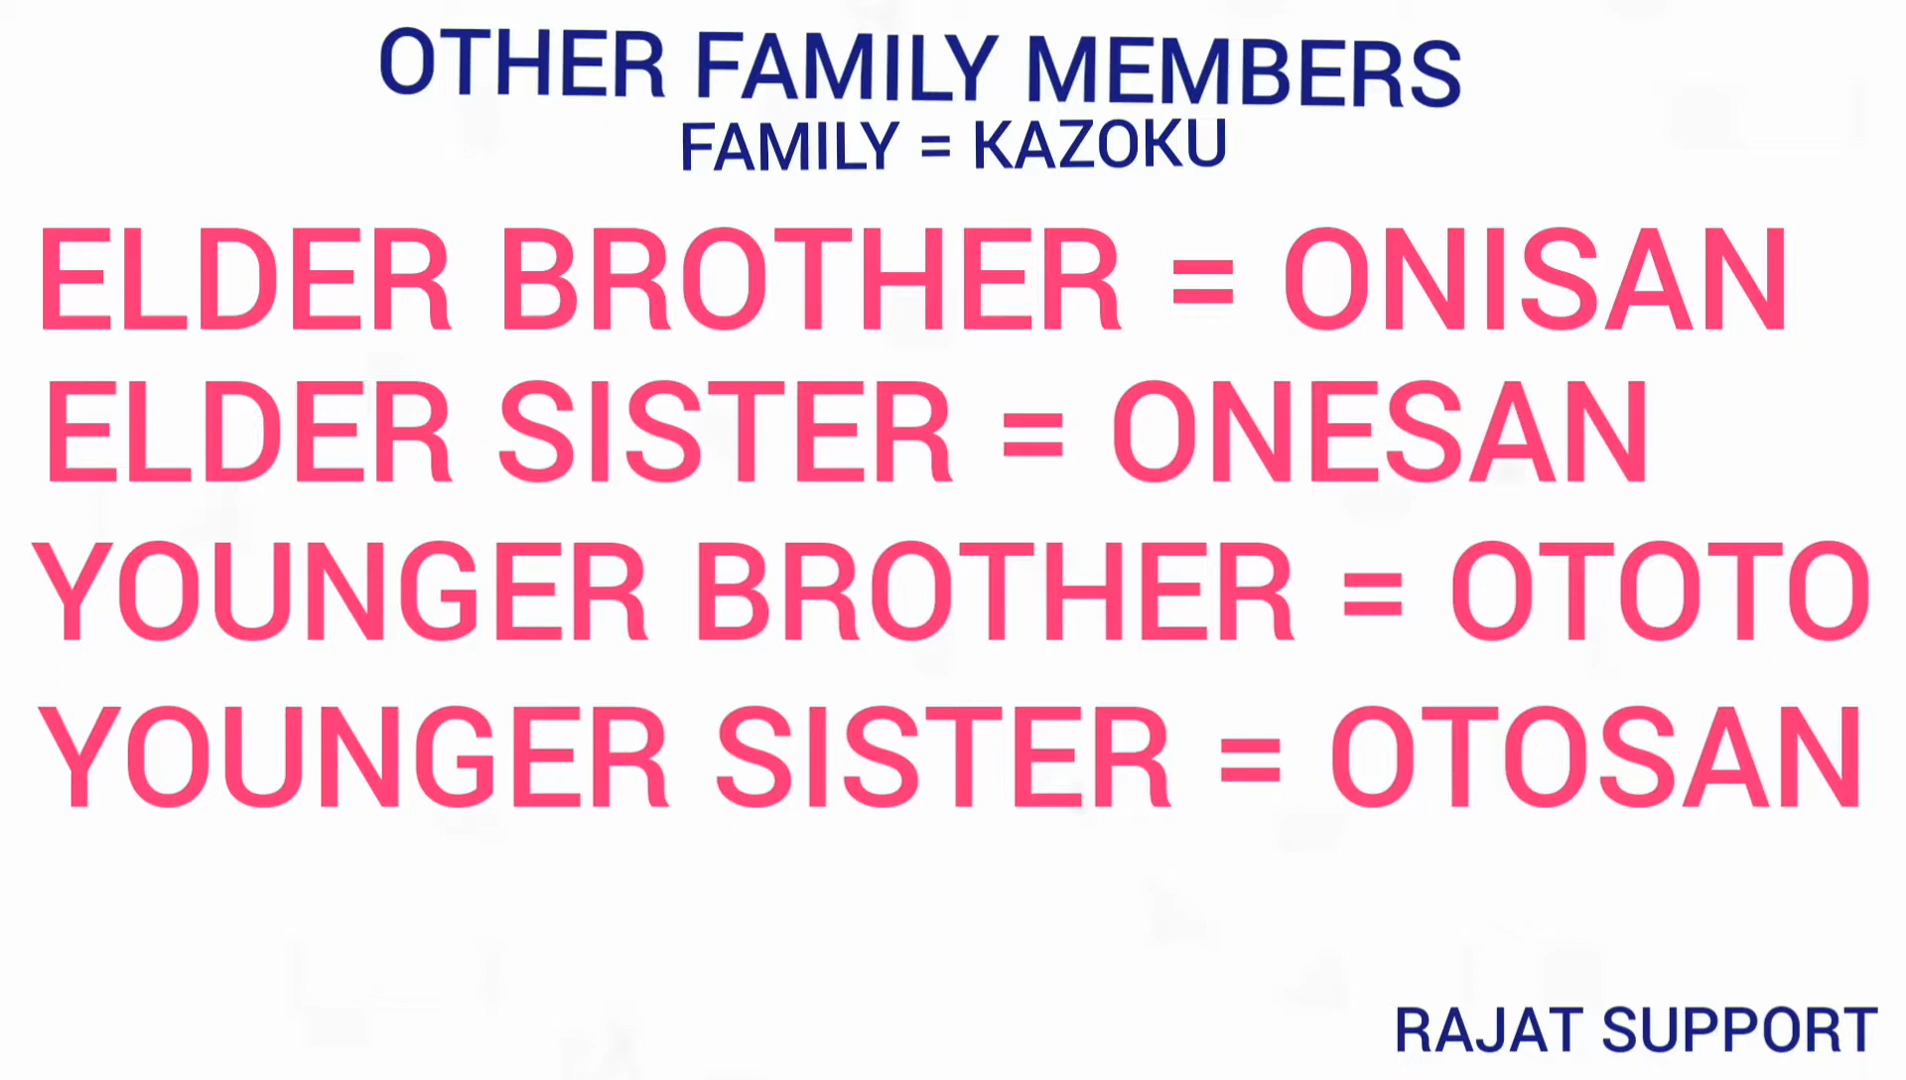 OTHER FAMILY MEMBERS
FAMILY = KAZOKU
ELDER BROTHER = ONISAN
ELDER SISTER = ONESAN
YOUNGER BROTHER = OTOTO
YOUNGER SISTER = OTOSAN
RAJAT SUPPORT